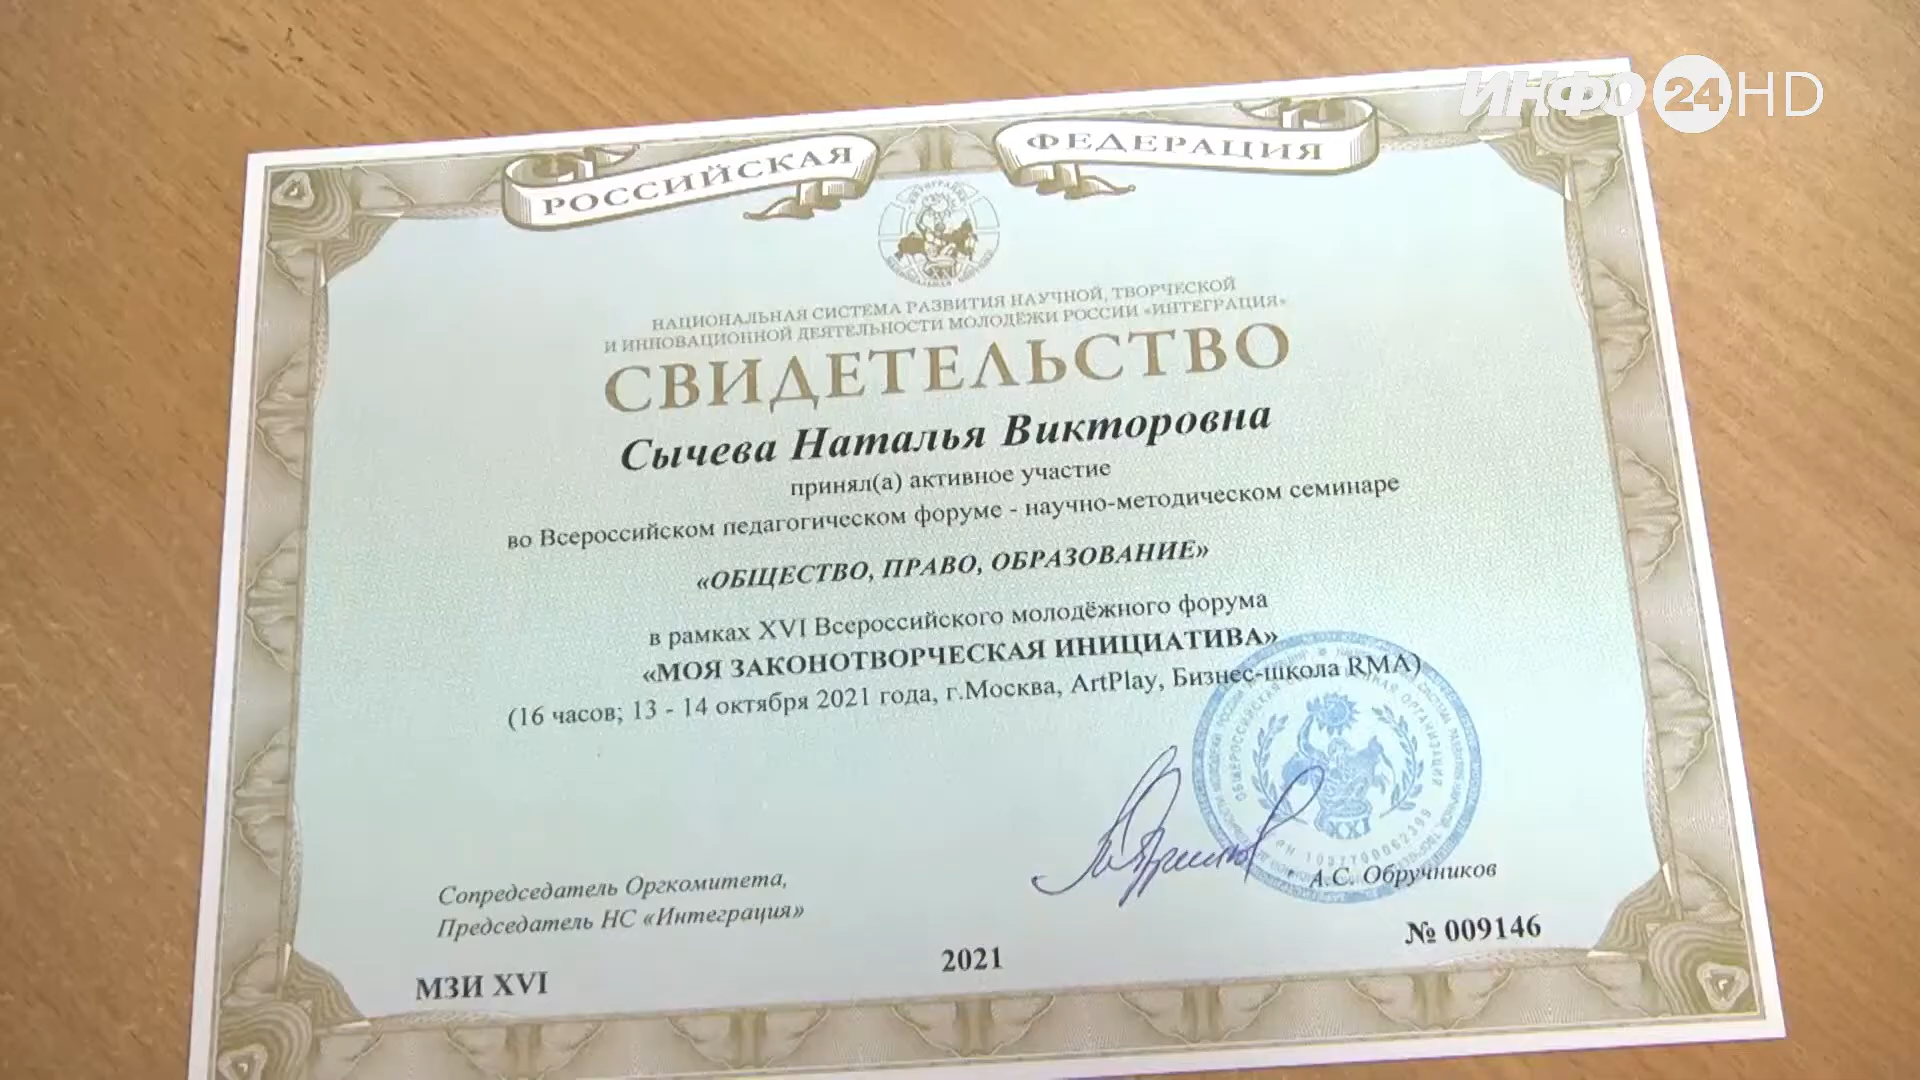 ИНФО 24 HD
РОССИЙСКАЯ ФЕДЕРАЦИЯ
НАЦИОНАЛЬНАЯ СИСТЕМА РАЗВИТИЯ НАУЧНОЙ, ТВОРЧЕСКОЙ
И ИННОВАЦИОННОЙ ДЕЯТЕЛЬНОСТИ МОЛОДЁЖИ РОССИИ «ИНТЕГРАЦИЯ»
СВИДЕТЕЛЬСТВО
Сычева Наталья Викторовна
принял(а) активное участие
во Всероссийском педагогическом форуме - научно-методическом семинаре
«ОБЩЕСТВО, ПРАВО, ОБРАЗОВАНИЕ»
в рамках XVI Всероссийского молодёжного форума
«МОЯ ЗАКОНОТВОРЧЕСКАЯ ИНИЦИАТИВА»
(16 часов; 13 - 14 октября 2021 года, г.Москва, ArtPlay, Бизнес-школа RMA)
ОБЩЕРОССИЙСКАЯ ОРГАНИЗАЦИЯ
XXI
Сопредседатель Оргкомитета,
Председатель НС «Интеграция»
А.С. Обручников
МЗИ XVI
2021
№ 009146